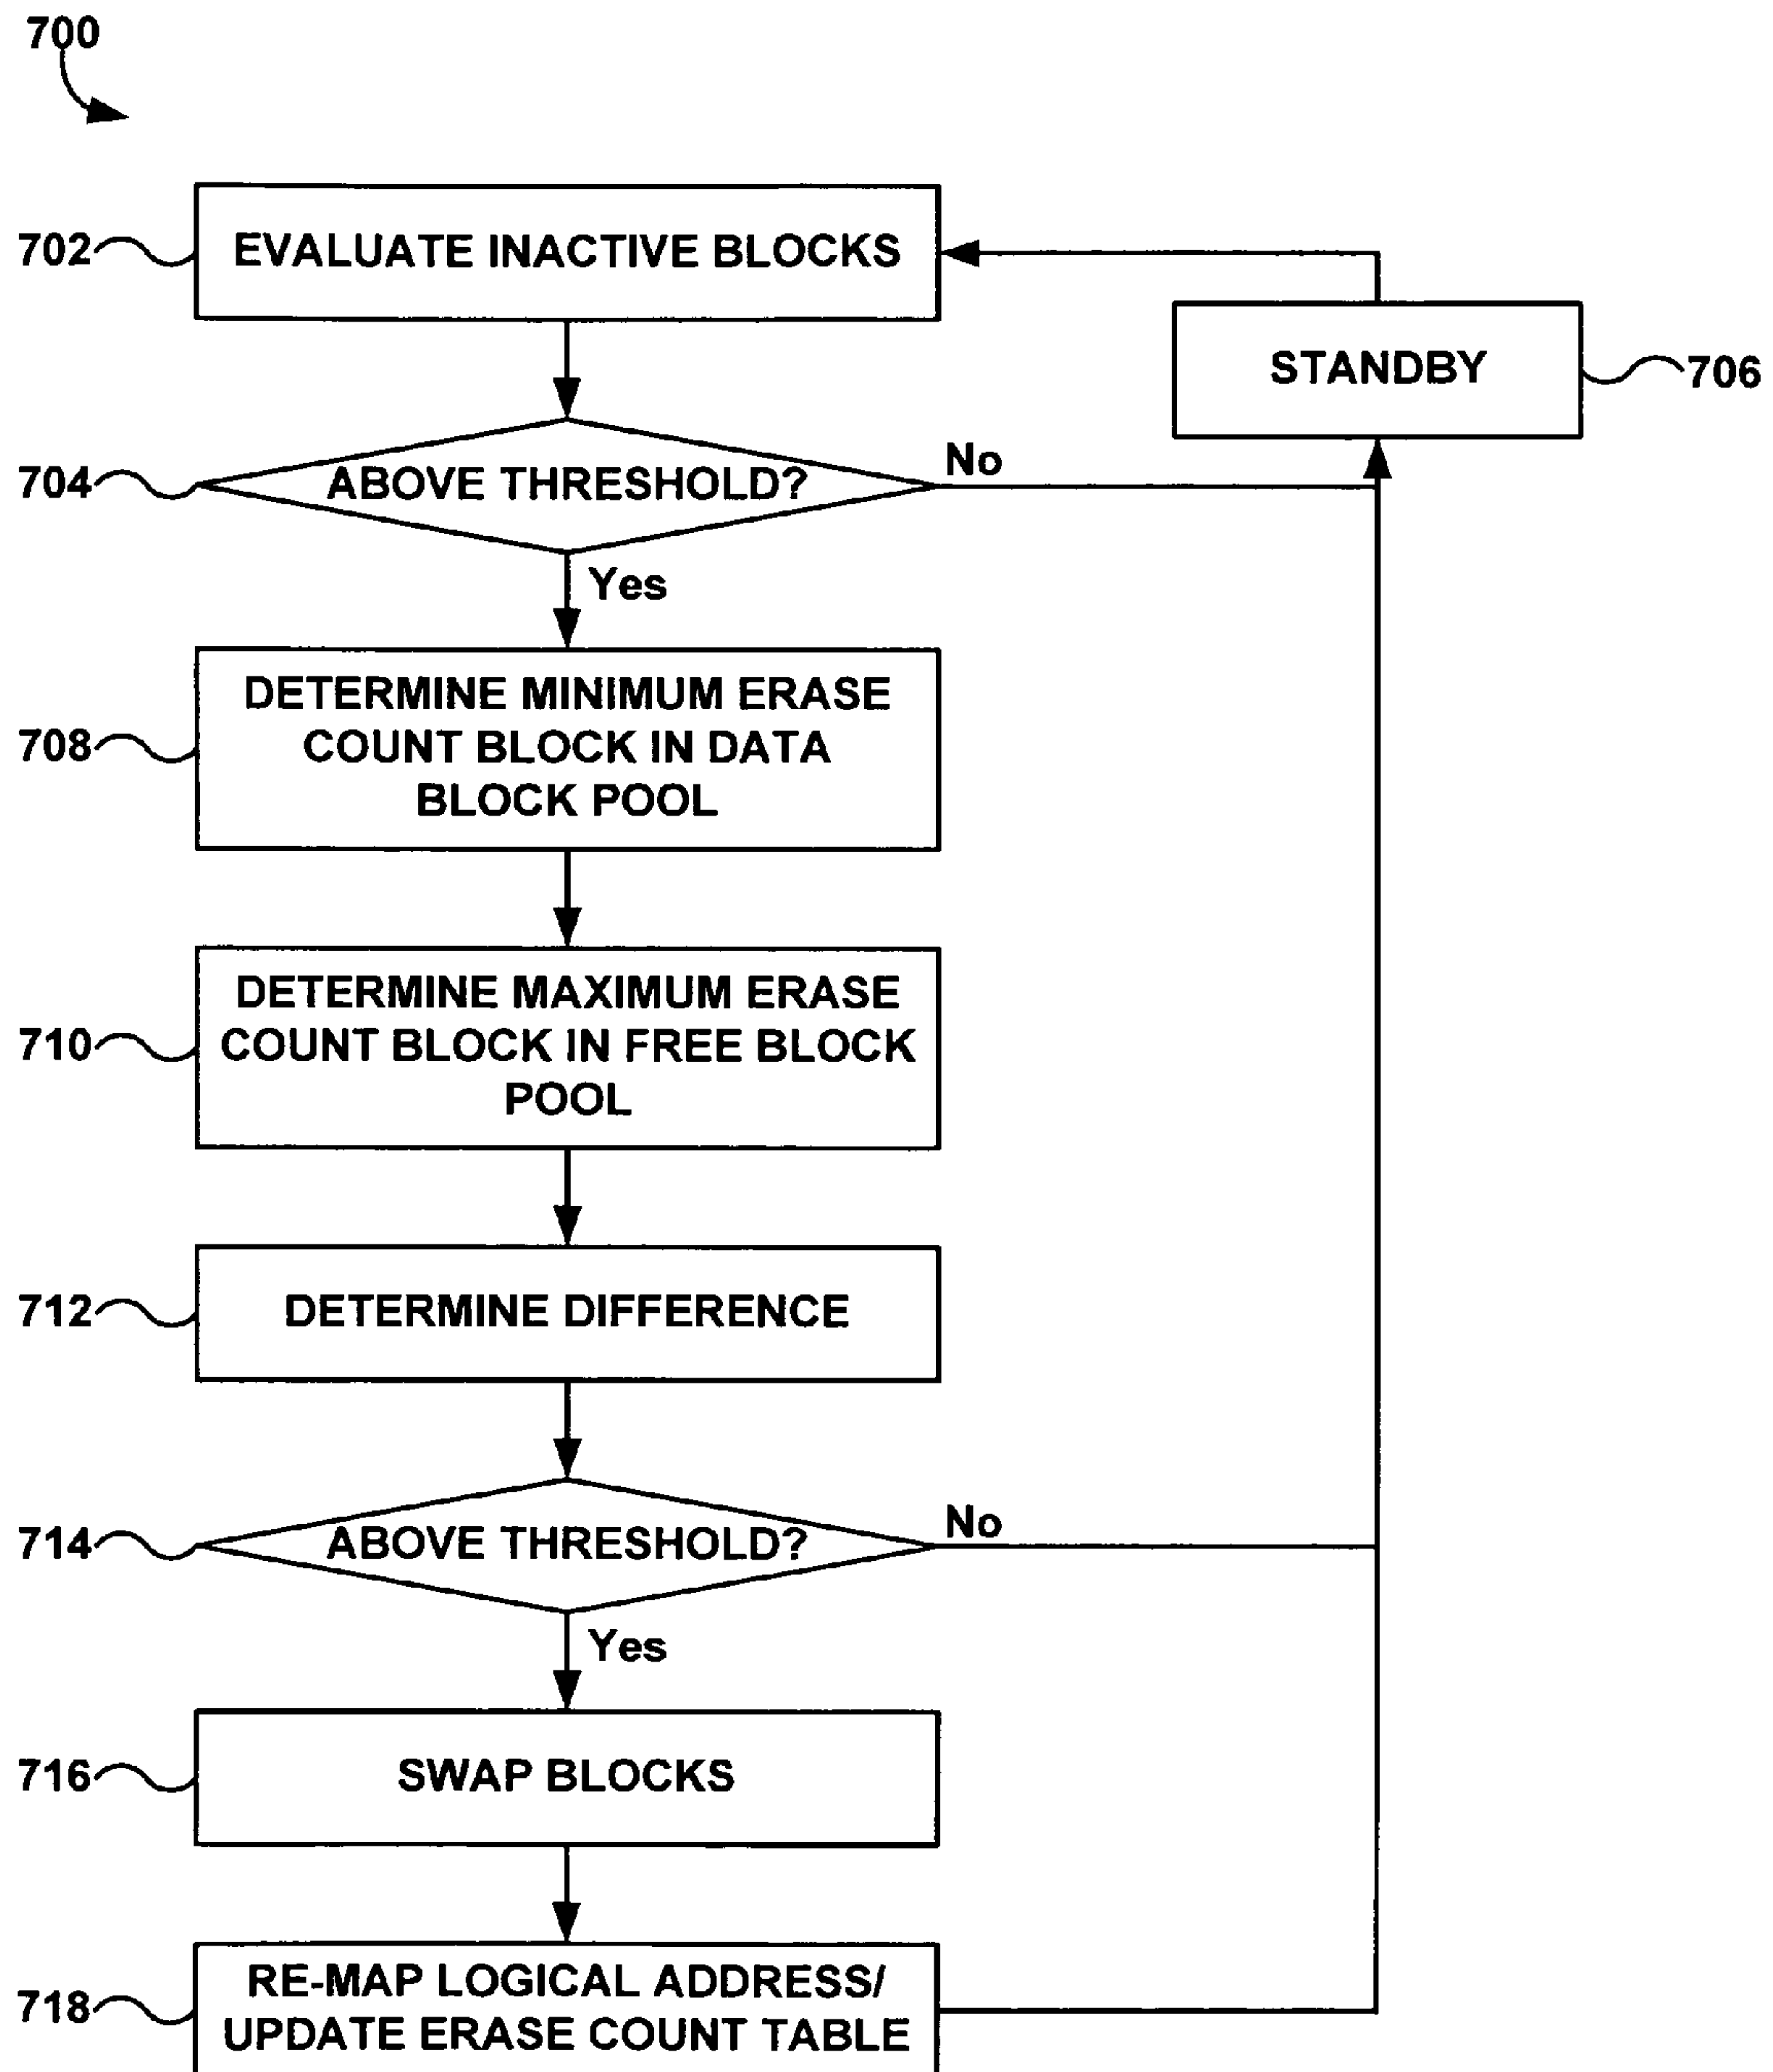 700
702
EVALUATE INACTIVE BLOCKS
STANDBY
706
704
ABOVE THRESHOLD?
No
Yes
708
DETERMINE MINIMUM ERASE
COUNT BLOCK IN DATA
BLOCK POOL
710
DETERMINE MAXIMUM ERASE
COUNT BLOCK IN FREE BLOCK
POOL
712
DETERMINE DIFFERENCE
714
ABOVE THRESHOLD?
No
Yes
716
SWAP BLOCKS
718
RE-MAP LOGICAL ADDRESS/
UPDATE ERASE COUNT TABLE